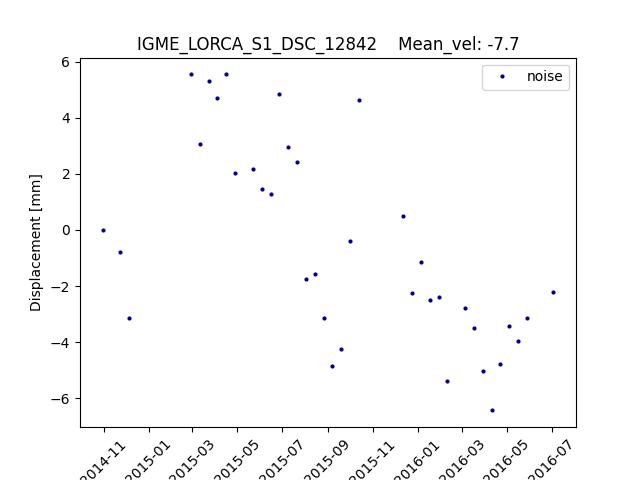 IGME_LORCA_S1_DSC_12842    Mean_vel: -7.7
noise
Displacement [mm]
6
4
2
0
−2
−4
−6
2014-11 2015-01 2015-03 2015-05 2015-07 2015-09 2015-11 2016-01 2016-03 2016-05 2016-07